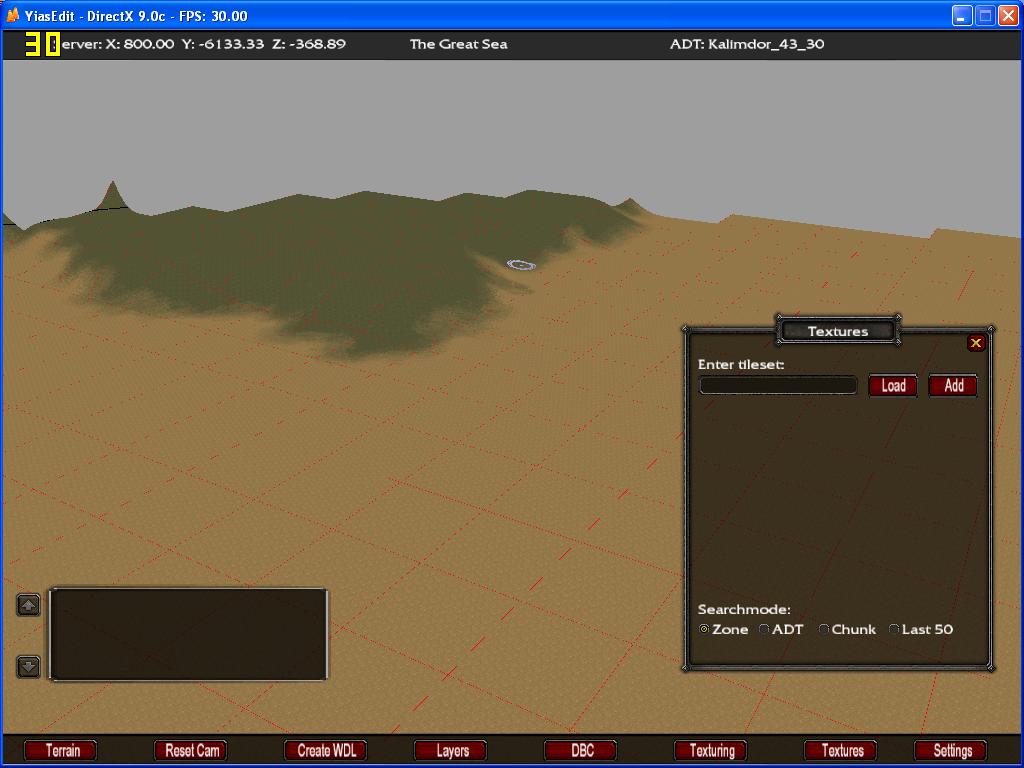 YiasEdit - DirectX 9.0c - FPS: 30.00
30 erver: X: 800.00 Y: -6133.33 Z: -368.89 The Great Sea ADT: Kalimdor_43_30
Textures
Enter tileset:
Load Add
Searchmode:
Zone ADT Chunk Last 50
Terrain Reset Cam Create WDL Layers DBC Texturing Textures Settings